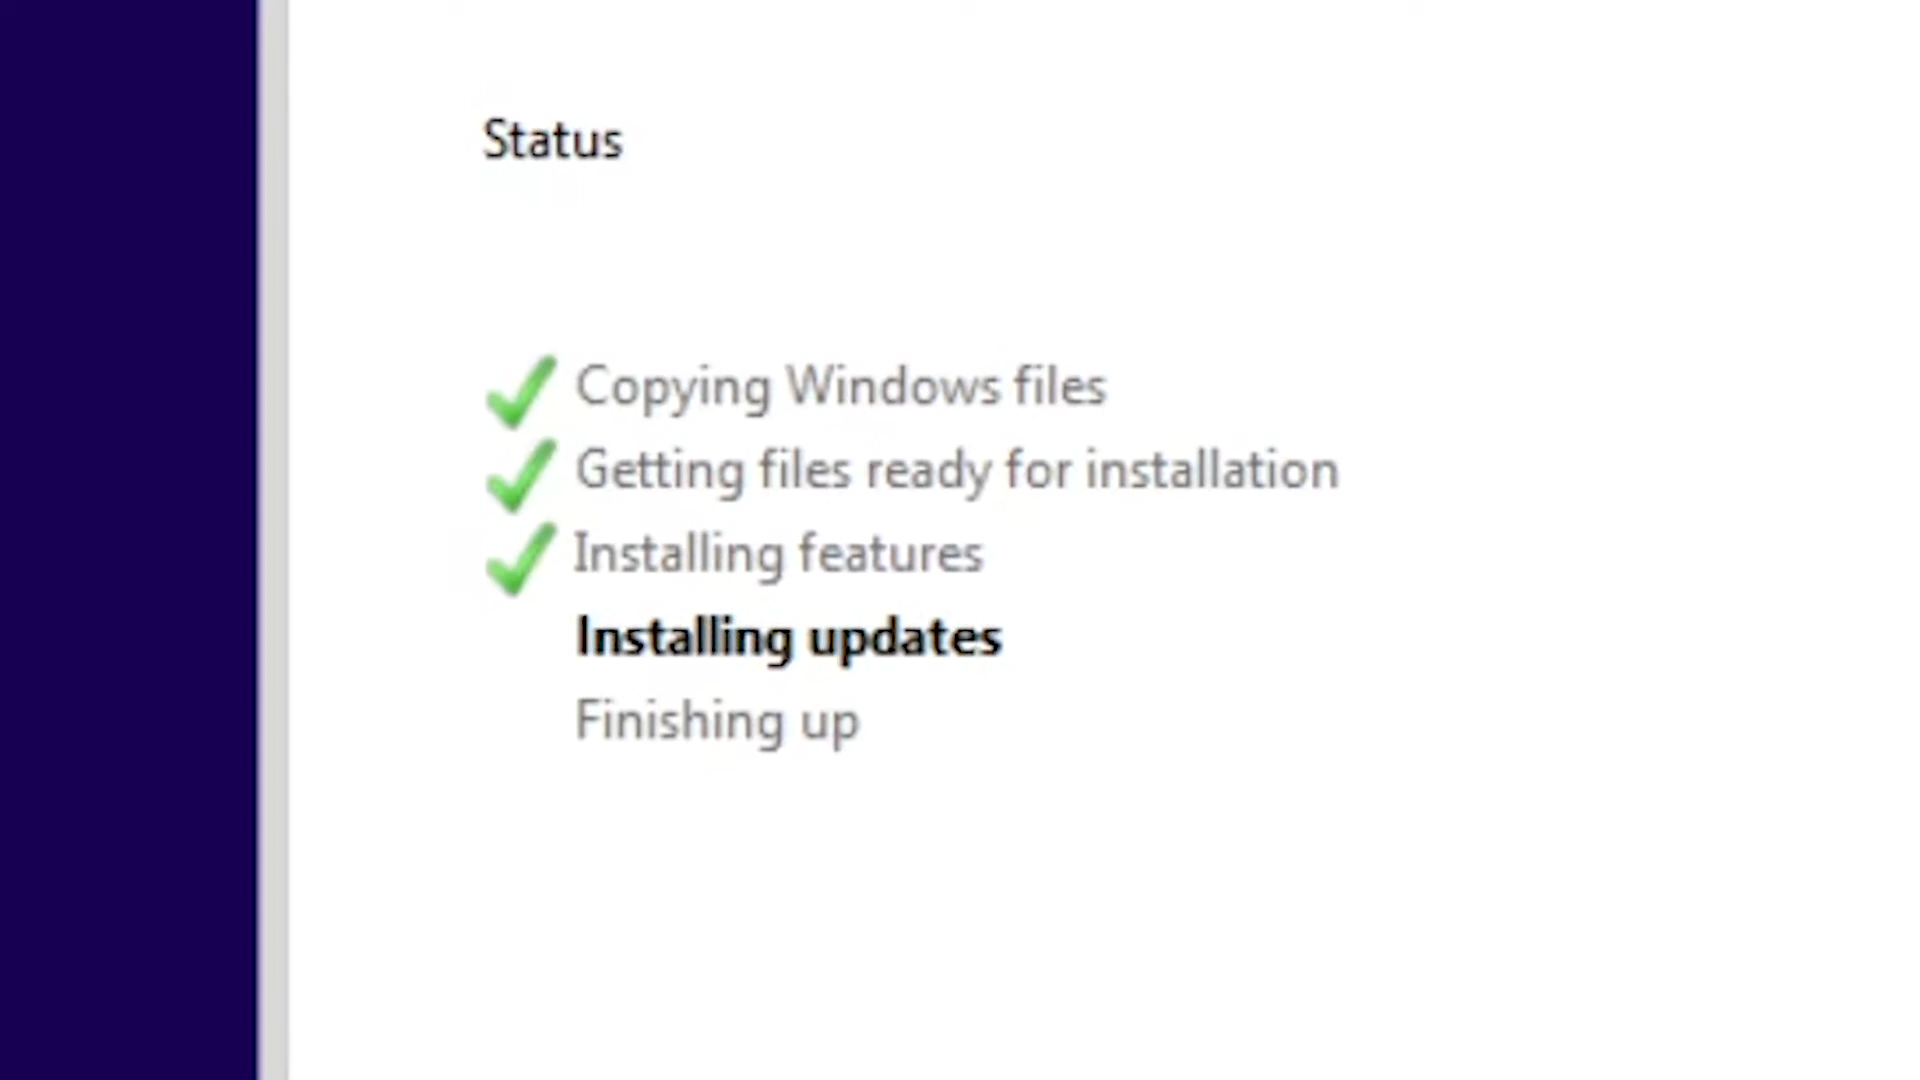 Status
Copying Windows files
Getting files ready for installation
Installing features
Installing updates
Finishing up